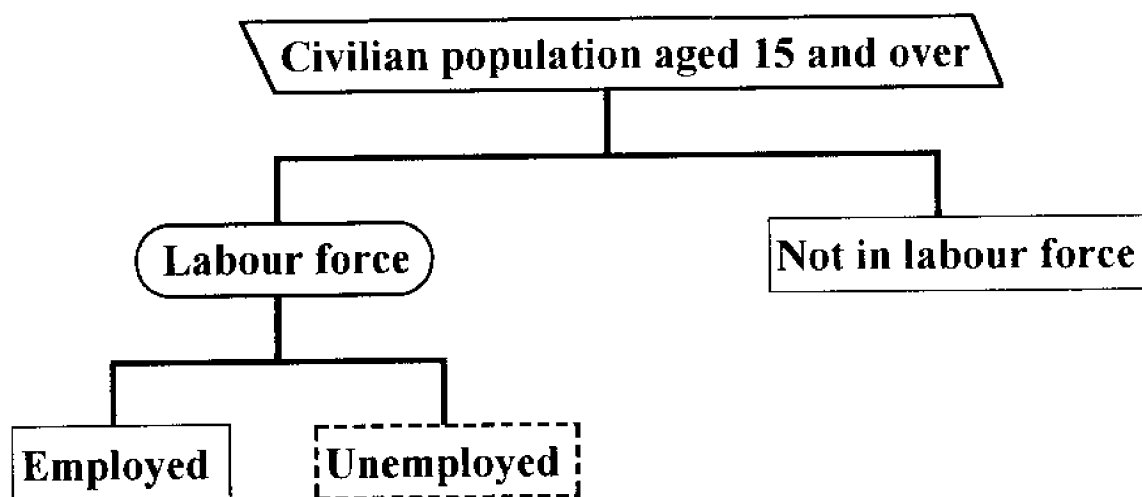 Civilian population aged 15 and over
Labour force
Not in labour force
Employed
Unemployed